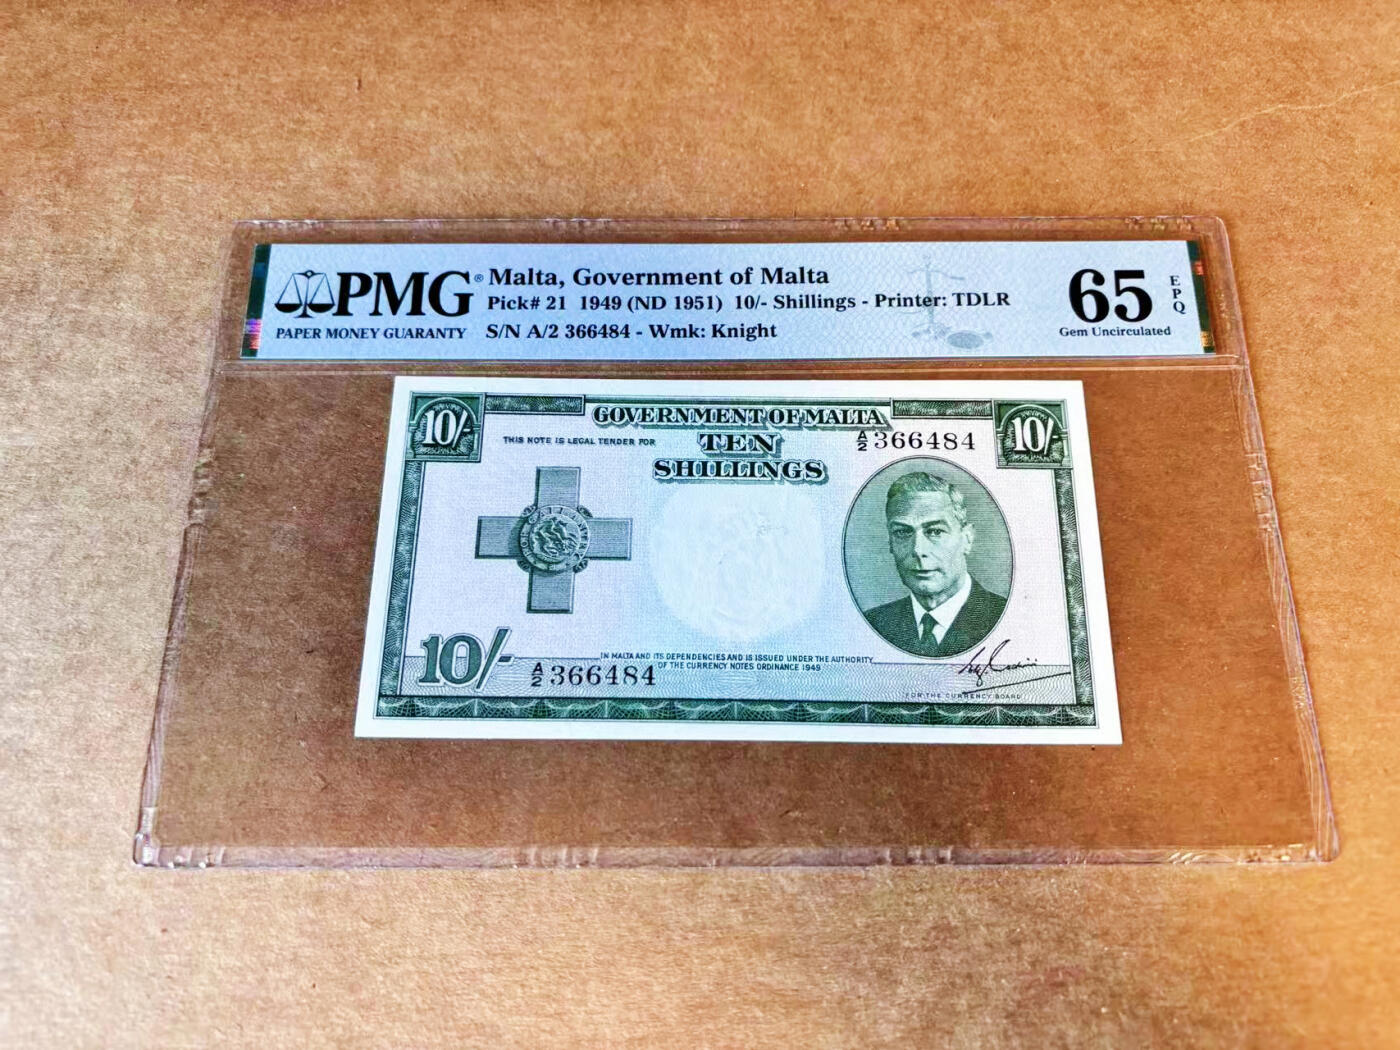 PMG®
PAPER MONEY GUARANTY
Malta, Government of Malta
Pick# 21 1949 (ND 1951) 10/- Shillings - Printer: TDLR
S/N A/2 366484 - Wmk: Knight
65
EPQ
Gem Uncirculated
10/-
GOVERNMENT OF MALTA
10/-
THIS NOTE IS LEGAL TENDER FOR
TEN
A/2 366484
SHILLINGS
FOR GALLANTRY
10/-
A/2 366484
IN MALTA AND ITS DEPENDENCIES AND IS ISSUED UNDER THE AUTHORITY
OF THE CURRENCY NOTES ORDINANCE 1949
FOR THE CURRENCY BOARD